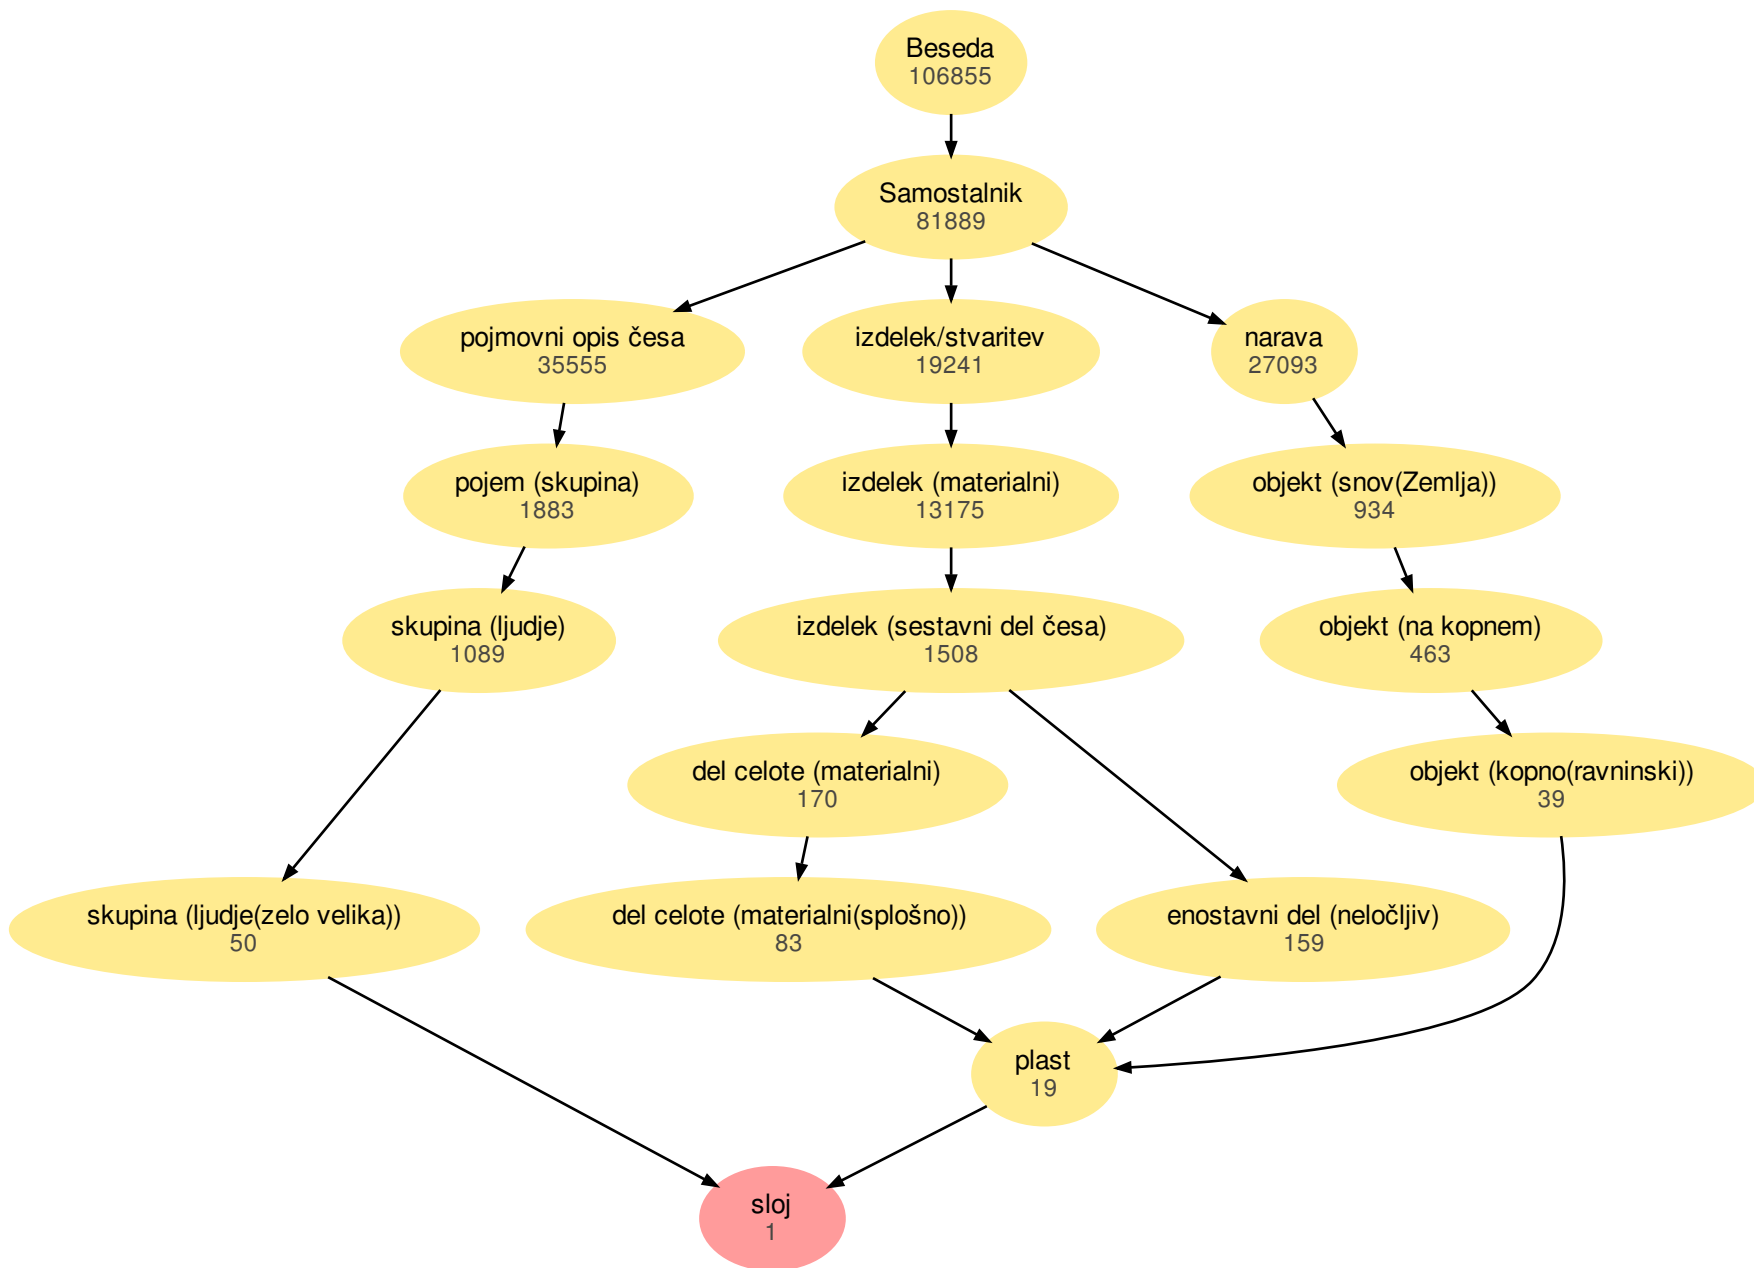 Beseda
106855
Samostalnik
81889
pojmovni opis česa
35555
izdelek/stvaritev
19241
narava
27093
pojem (skupina)
1883
izdelek (materialni)
13175
objekt (snov(Zemlja))
934
skupina (ljudje)
1089
izdelek (sestavni del česa)
1508
objekt (na kopnem)
463
del celote (materialni)
170
objekt (kopno(ravninski))
39
skupina (ljudje(zelo velika))
50
del celote (materialni(splošno))
83
enostavni del (neločljiv)
159
plast
19
sloj
1